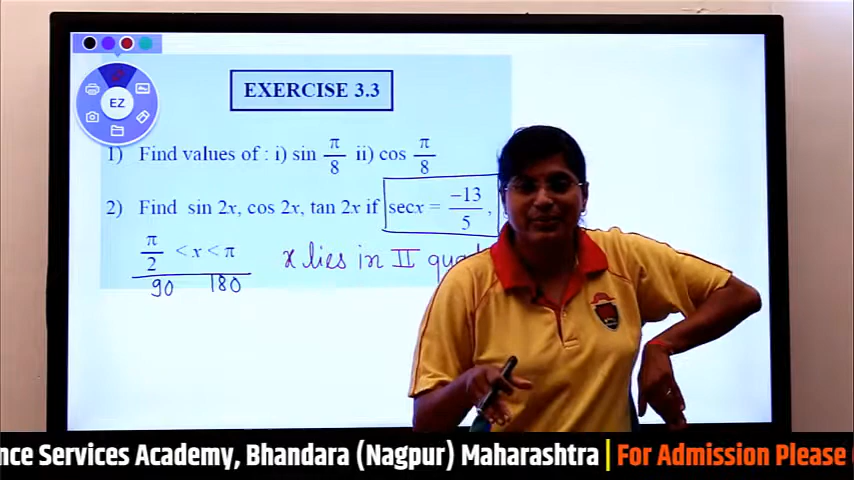 EZ
EXERCISE 3.3
1) Find values of : i) sin π/8 ii) cos π/8
2) Find sin 2x, cos 2x, tan 2x if secx = −13/5,
π/2 < x < π
x lies in II
90 180
nce Services Academy, Bhandara (Nagpur) Maharashtra | For Admission Please